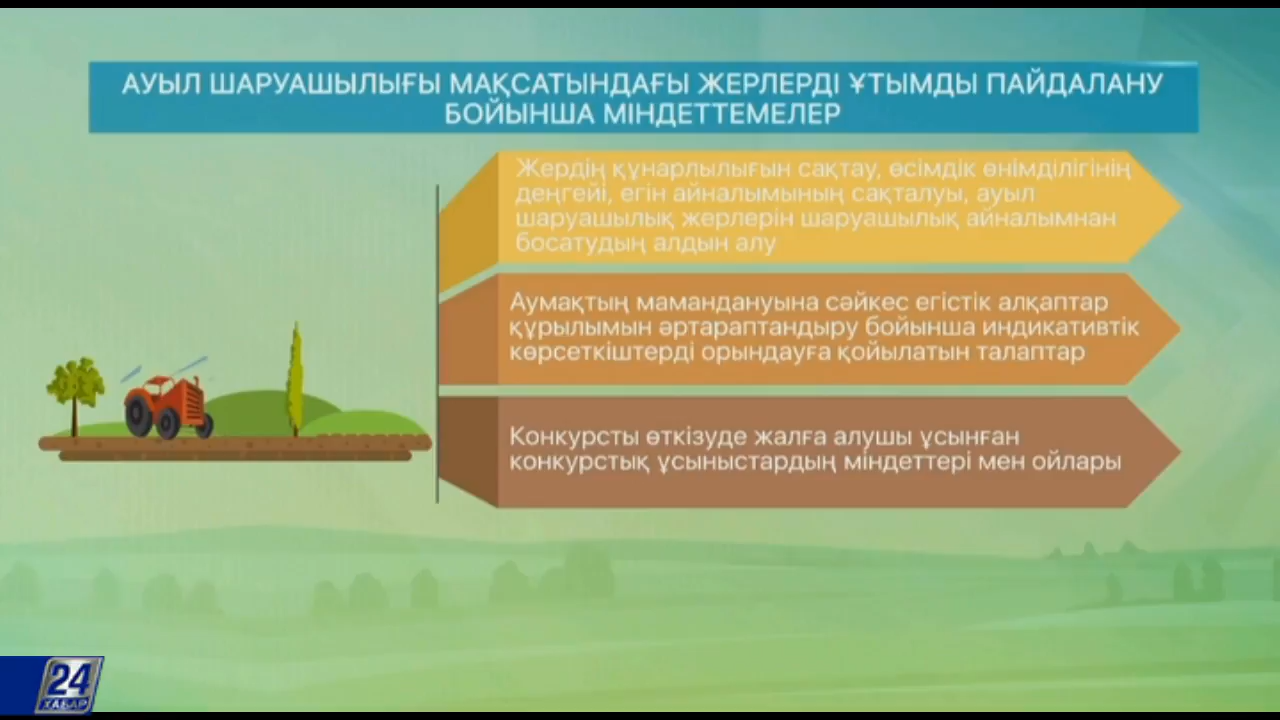 АУЫЛ ШАРУАШЫЛЫҒЫ МАҚСАТЫНДАҒЫ ЖЕРЛЕРДІ ҰТЫМДЫ ПАЙДАЛАНУ
БОЙЫНША МІНДЕТТЕМЕЛЕР
Жердің құнарлылығын сақтау, өсімдік өнімділігінің
деңгейі, егін айналымының сақталуы, ауыл
шаруашылық жерлерін шаруашылық айналымнан
босатудың алдын алу
Аумақтың мамандануына сәйкес егістік алқаптар
құрылымын әртараптандыру бойынша индикативтік
көрсеткіштерді орындауға қойылатын талаптар
Конкурсты өткізуде жалға алушы ұсынған
конкурстық ұсыныстардың міндеттері мен ойлары
24
ХАБАР